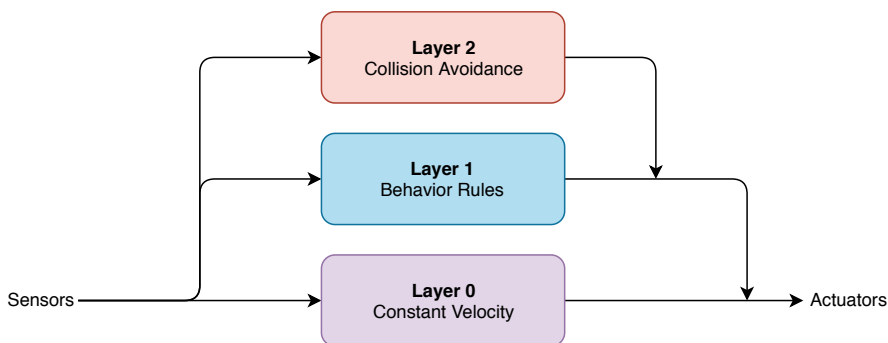 Layer 2
Collision Avoidance
Layer 1
Behavior Rules
Layer 0
Constant Velocity
Sensors
Actuators